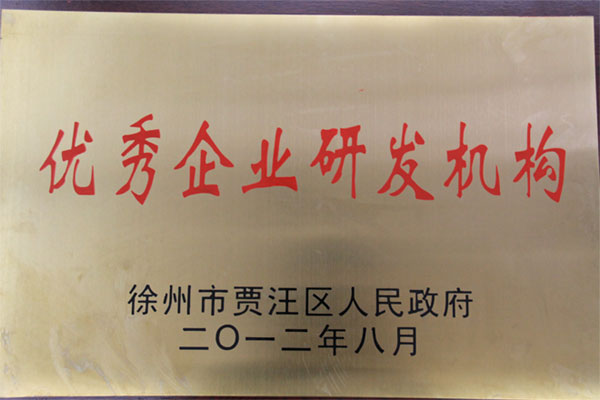 优秀企业研发机构
徐州市贾汪区人民政府
二〇一二年八月